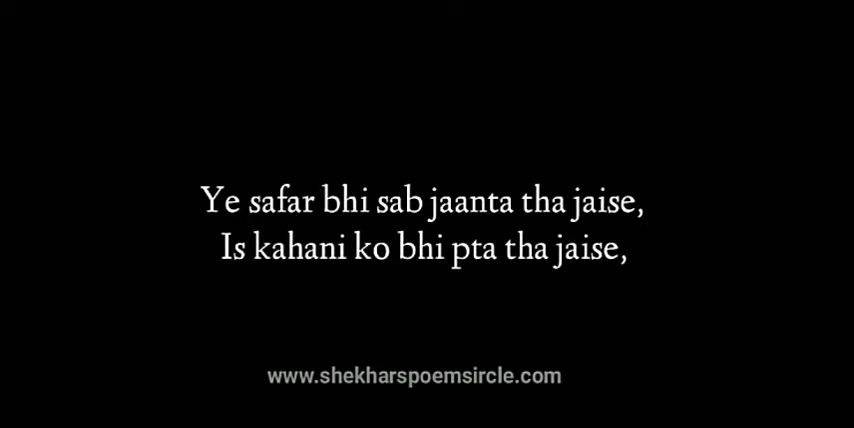 Ye safar bhi sab jaanta tha jaise,
Is kahani ko bhi pta tha jaise,
www.shekharspoemsircle.com